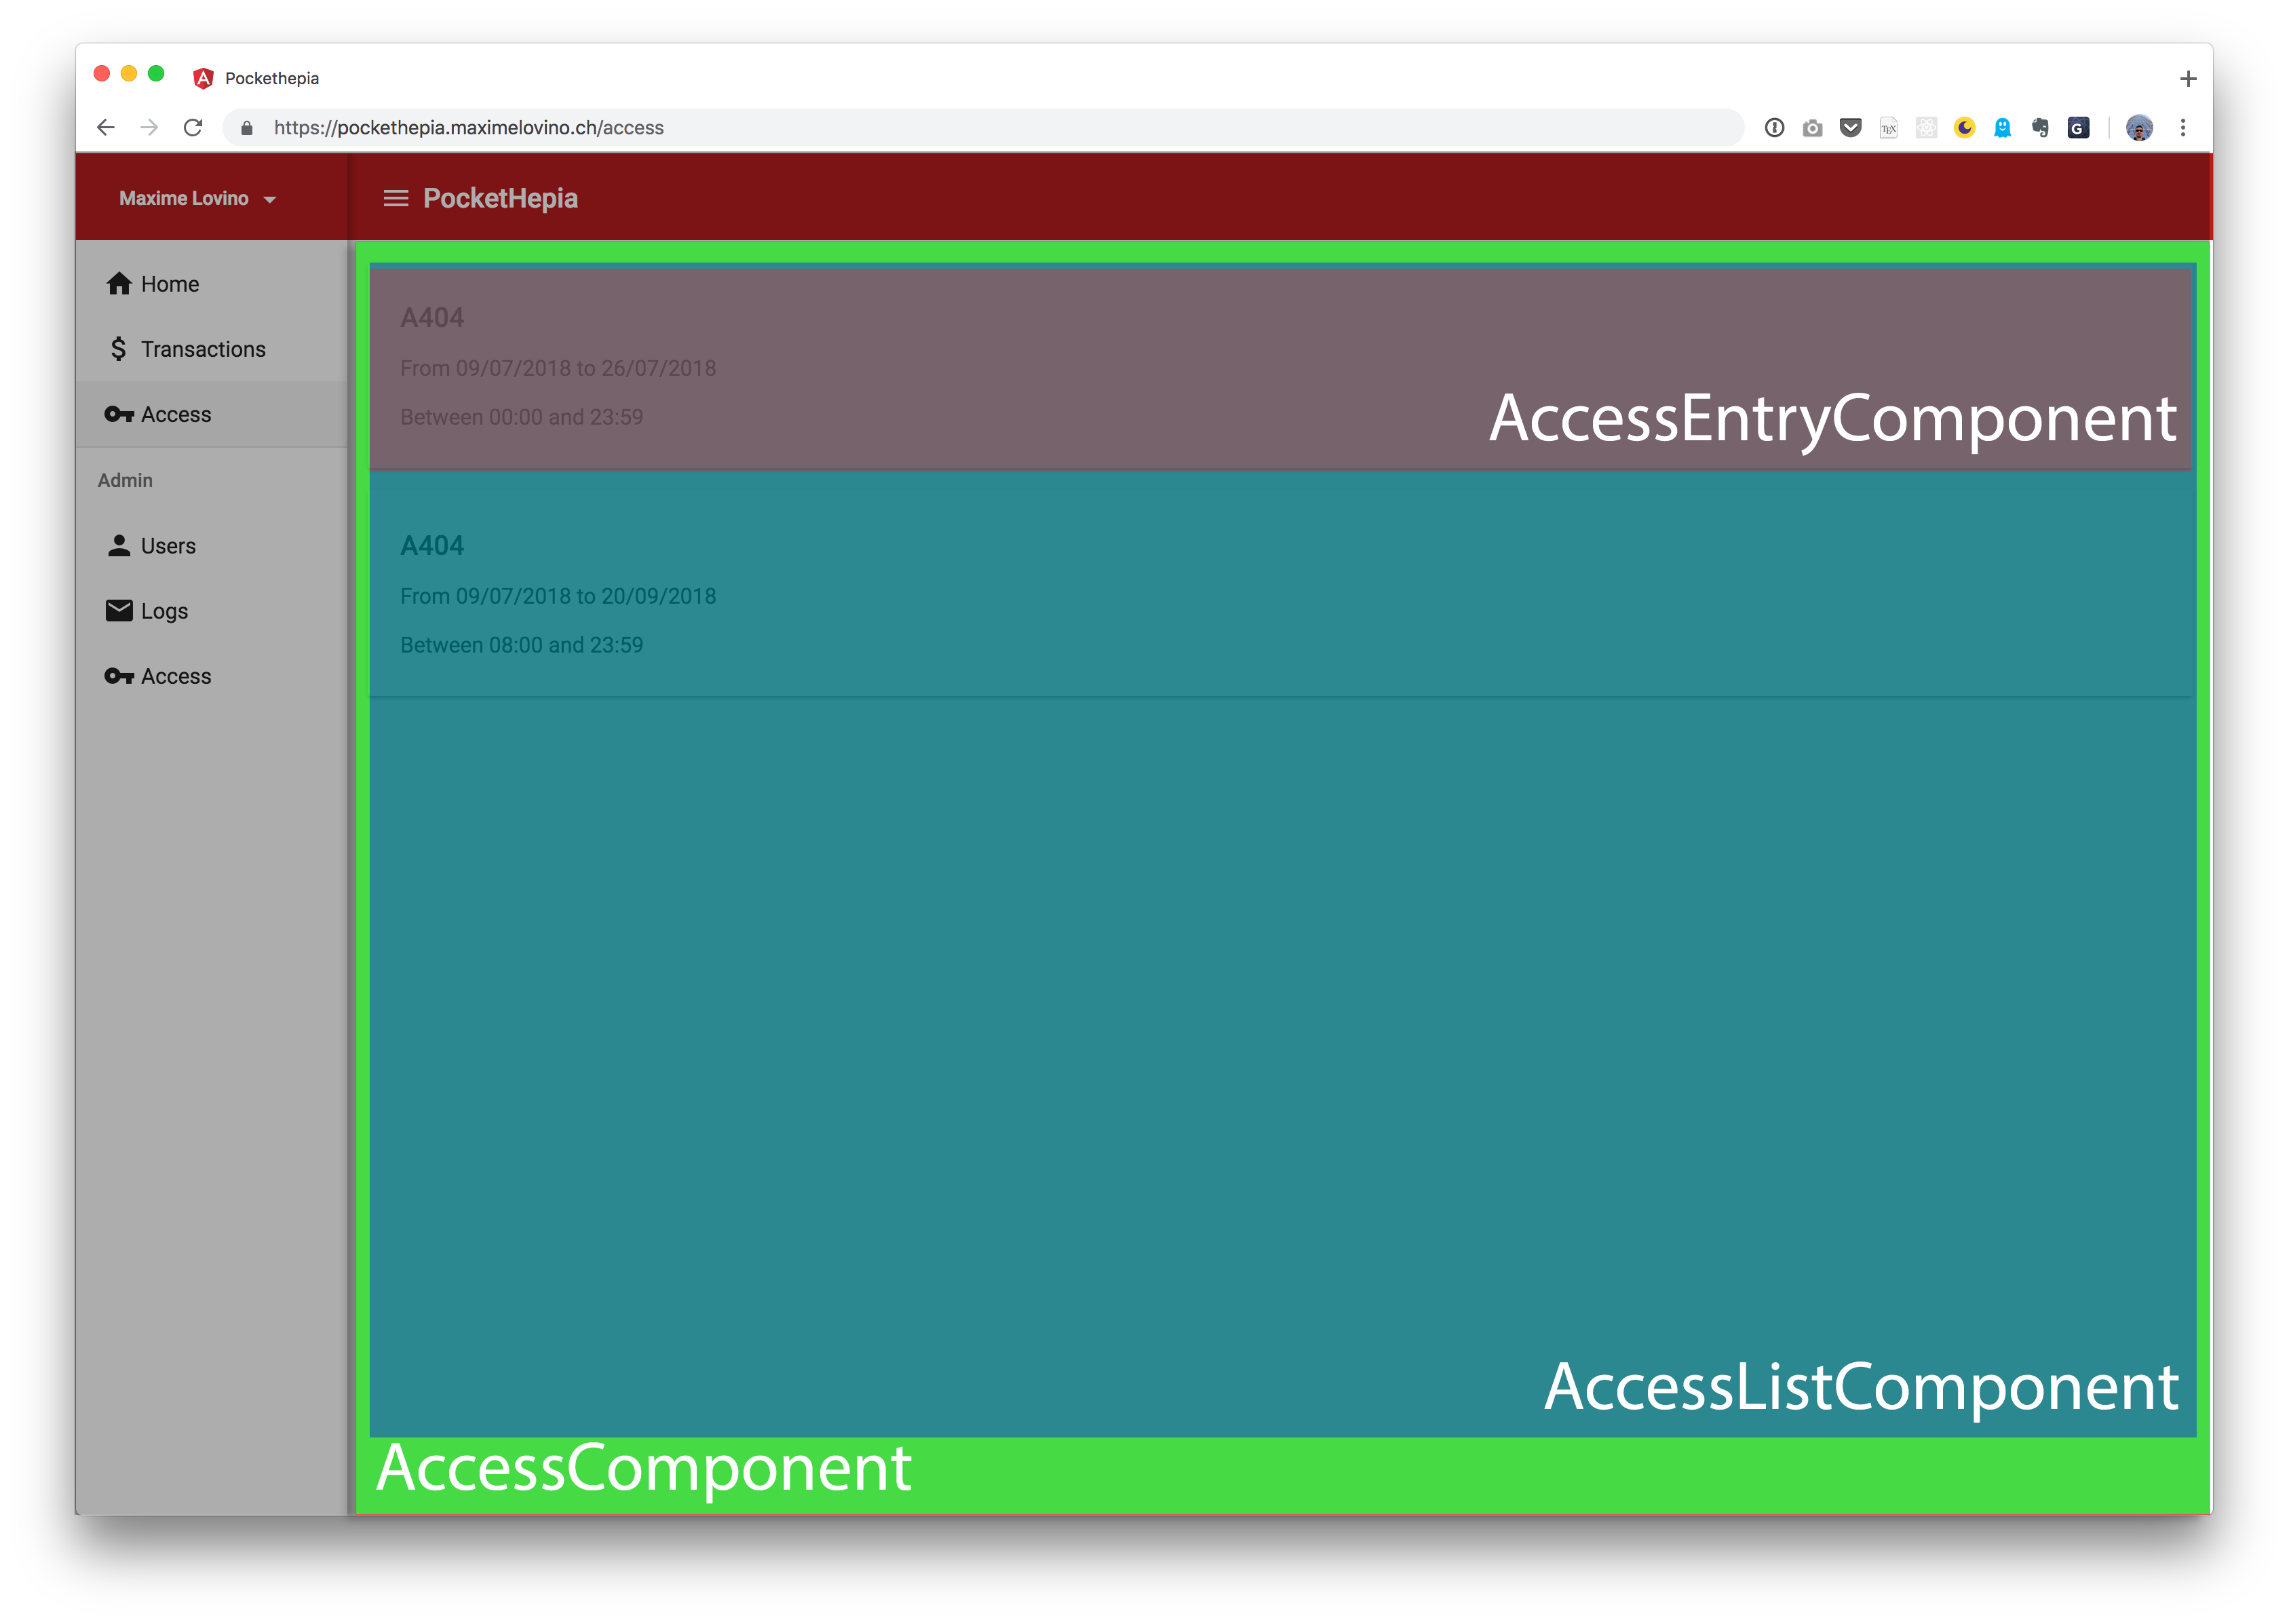 Pockethepia
https://pockethepia.maximelovino.ch/access
Maxime Lovino
PocketHepia
Home
Transactions
Access
Admin
Users
Logs
Access
A404
From 09/07/2018 to 26/07/2018
Between 00:00 and 23:59
AccessEntryComponent
A404
From 09/07/2018 to 20/09/2018
Between 08:00 and 23:59
AccessListComponent
AccessComponent